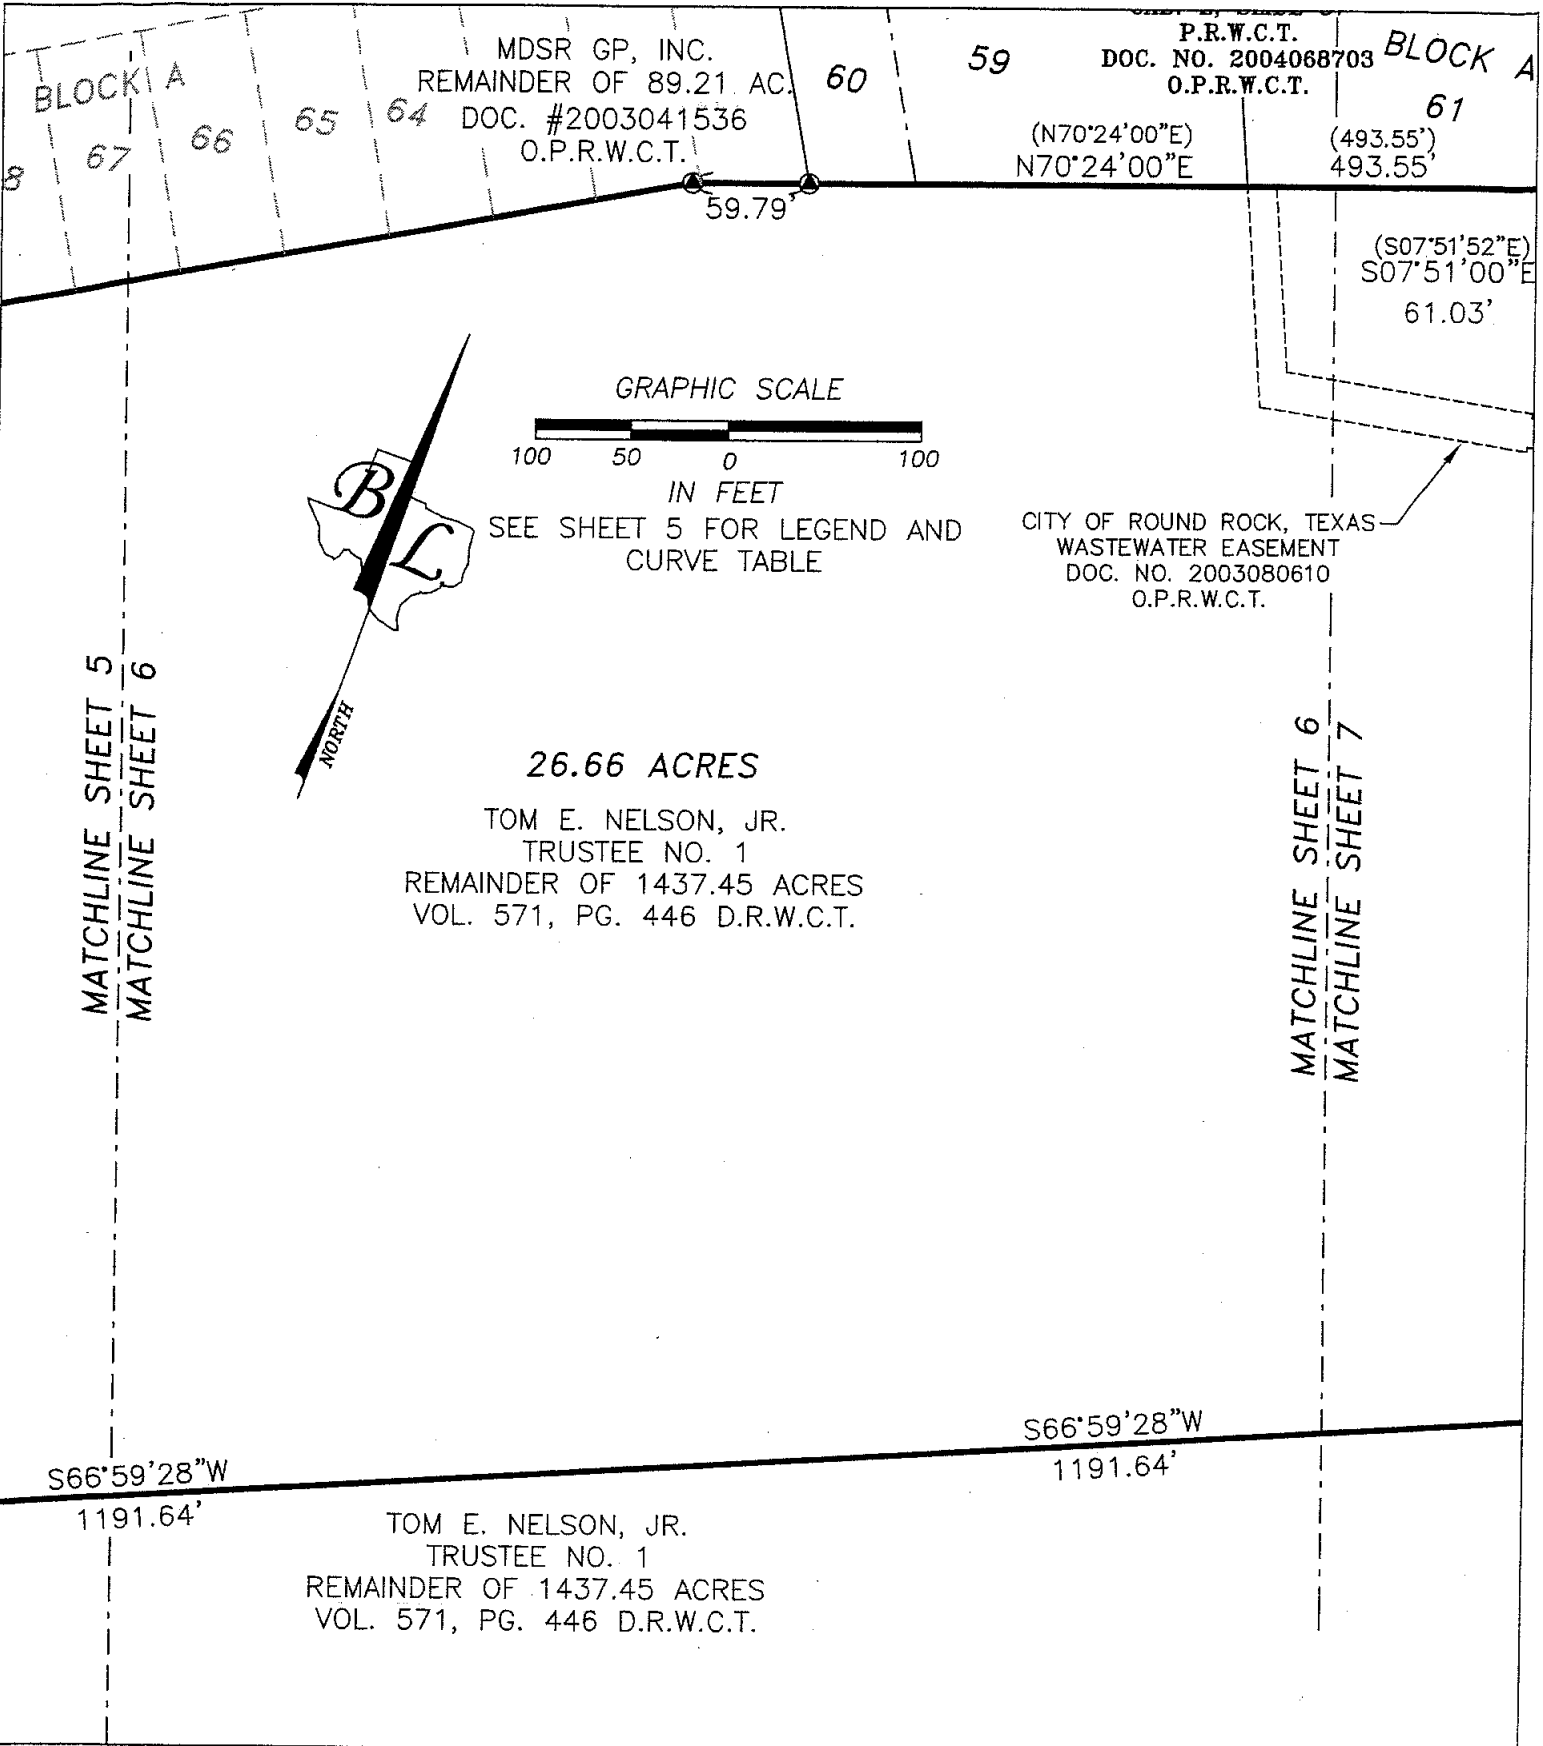 BLOCK A
8
67
66
65
64
MDSR GP, INC.
REMAINDER OF 89.21 AC.
DOC. #2003041536
O.P.R.W.C.T.
60
59
P.R.W.C.T.
DOC. NO. 2004068703
O.P.R.W.C.T.
BLOCK A
61
(N70°24'00"E)
N70°24'00"E
(493.55')
493.55'
59.79'
(S07°51'52"E)
S07°51'00"E
61.03'
GRAPHIC SCALE
100 50 0 100
IN FEET
SEE SHEET 5 FOR LEGEND AND
CURVE TABLE
B
L
NORTH
CITY OF ROUND ROCK, TEXAS
WASTEWATER EASEMENT
DOC. NO. 2003080610
O.P.R.W.C.T.
MATCHLINE SHEET 5
MATCHLINE SHEET 6
26.66 ACRES
TOM E. NELSON, JR.
TRUSTEE NO. 1
REMAINDER OF 1437.45 ACRES
VOL. 571, PG. 446 D.R.W.C.T.
MATCHLINE SHEET 6
MATCHLINE SHEET 7
S66°59'28"W
1191.64'
S66°59'28"W
1191.64'
TOM E. NELSON, JR.
TRUSTEE NO. 1
REMAINDER OF 1437.45 ACRES
VOL. 571, PG. 446 D.R.W.C.T.